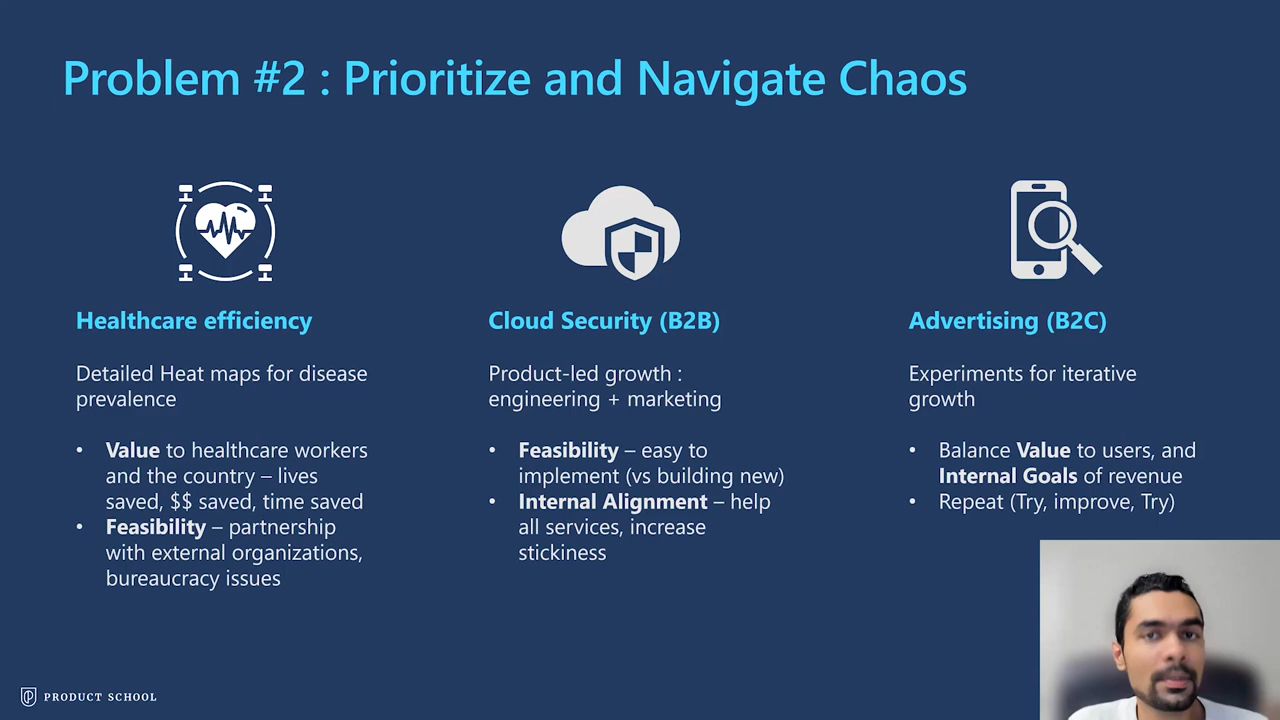 Problem #2 : Prioritize and Navigate Chaos
Healthcare efficiency
Detailed Heat maps for disease
prevalence
• Value to healthcare workers
and the country – lives
saved, $$ saved, time saved
• Feasibility – partnership
with external organizations,
bureaucracy issues
Cloud Security (B2B)
Product-led growth :
engineering + marketing
• Feasibility – easy to
implement (vs building new)
• Internal Alignment – help
all services, increase
stickiness
Advertising (B2C)
Experiments for iterative
growth
• Balance Value to users, and
Internal Goals of revenue
• Repeat (Try, improve, Try)
PRODUCT SCHOOL